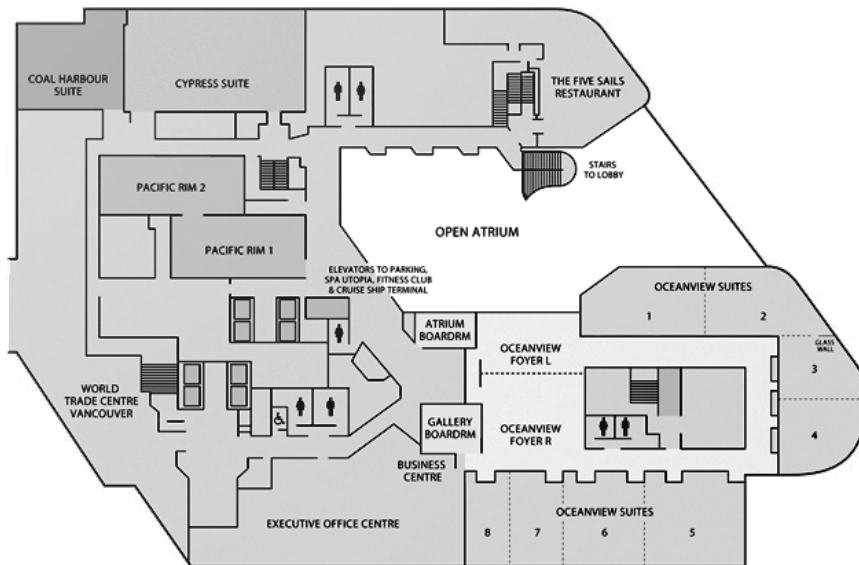 COAL HARBOUR
SUITE
CYPRESS SUITE
THE FIVE SAILS
RESTAURANT
STAIRS
TO LOBBY
PACIFIC RIM 2
OPEN ATRIUM
PACIFIC RIM 1
ELEVATORS TO PARKING,
SPA UTOPIA, FITNESS CLUB
& CRUISE SHIP TERMINAL
OCEANVIEW SUITES
1
2
ATRIUM
BOARDRM
OCEANVIEW
FOYER L
GLASS
WALL
3
WORLD
TRADE CENTRE
VANCOUVER
GALLERY
BOARDRM
OCEANVIEW
FOYER R
4
BUSINESS
CENTRE
EXECUTIVE OFFICE CENTRE
OCEANVIEW SUITES
8
7
6
5